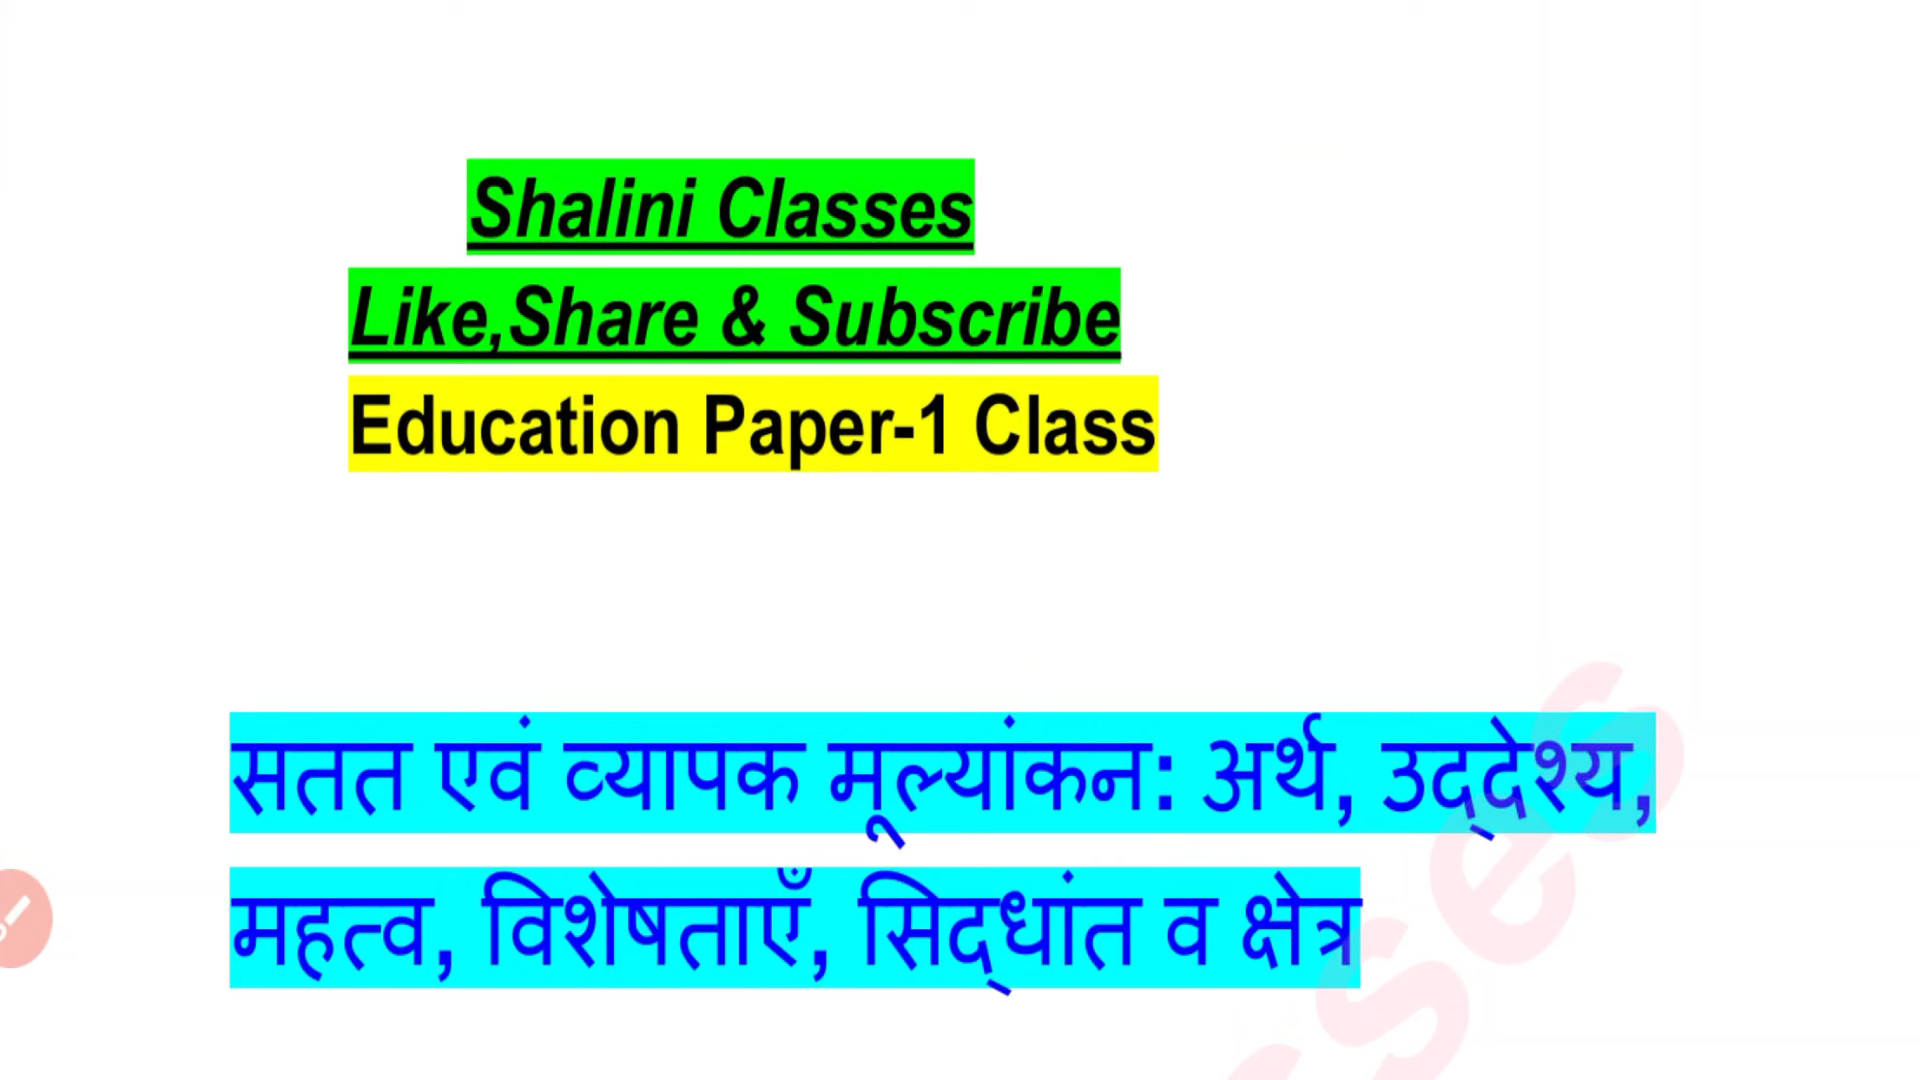 Shalini Classes
Like,Share & Subscribe
Education Paper-1 Class
सतत एवं व्यापक मूल्यांकन: अर्थ, उद्देश्य,
महत्व, विशेषताएँ, सिद्धांत व क्षेत्र